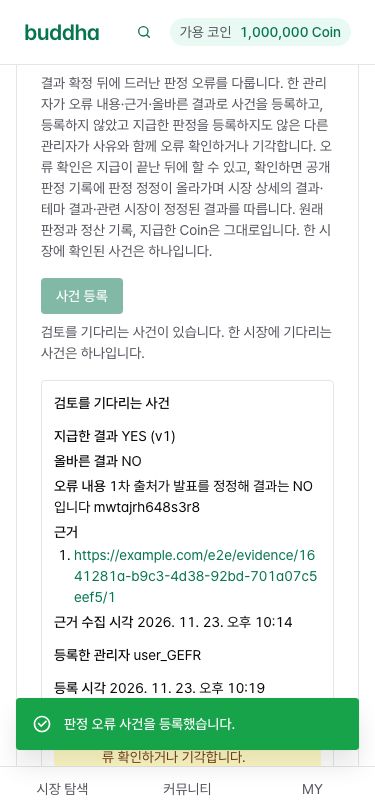 buddha
가용 코인 1,000,000 Coin
결과 확정 뒤에 드러난 판정 오류를 다룹니다. 한 관리
자가 오류 내용·근거·올바른 결과로 사건을 등록하고,
등록하지 않았고 지급한 판정을 등록하지도 않은 다른
관리자가 사유와 함께 오류 확인하거나 기각합니다. 오
류 확인은 지급이 끝난 뒤에 할 수 있고, 확인하면 공개
판정 기록에 판정 정정이 올라가며 시장 상세의 결과·
테마 결과·관련 시장이 정정된 결과를 따릅니다. 원래
판정과 정산 기록, 지급한 Coin은 그대로입니다. 한 시
장에 확인된 사건은 하나입니다.
사건 등록
검토를 기다리는 사건이 있습니다. 한 시장에 기다리는
사건은 하나입니다.
검토를 기다리는 사건
지급한 결과 YES (v1)
올바른 결과 NO
오류 내용 1차 출처가 발표를 정정해 결과는 NO
입니다 mwtajrh648s3r8
근거
1. https://example.com/e2e/evidence/16
41281a-b9c3-4d38-92bd-701a07c5
eef5/1
근거 수집 시각 2026. 11. 23. 오후 10:14
등록한 관리자 user_GEFR
등록 시각 2026. 11. 23. 오후 10:19
판정 오류 사건을 등록했습니다.
류 확인하거나 기각합니다.
시장 탐색
커뮤니티
MY